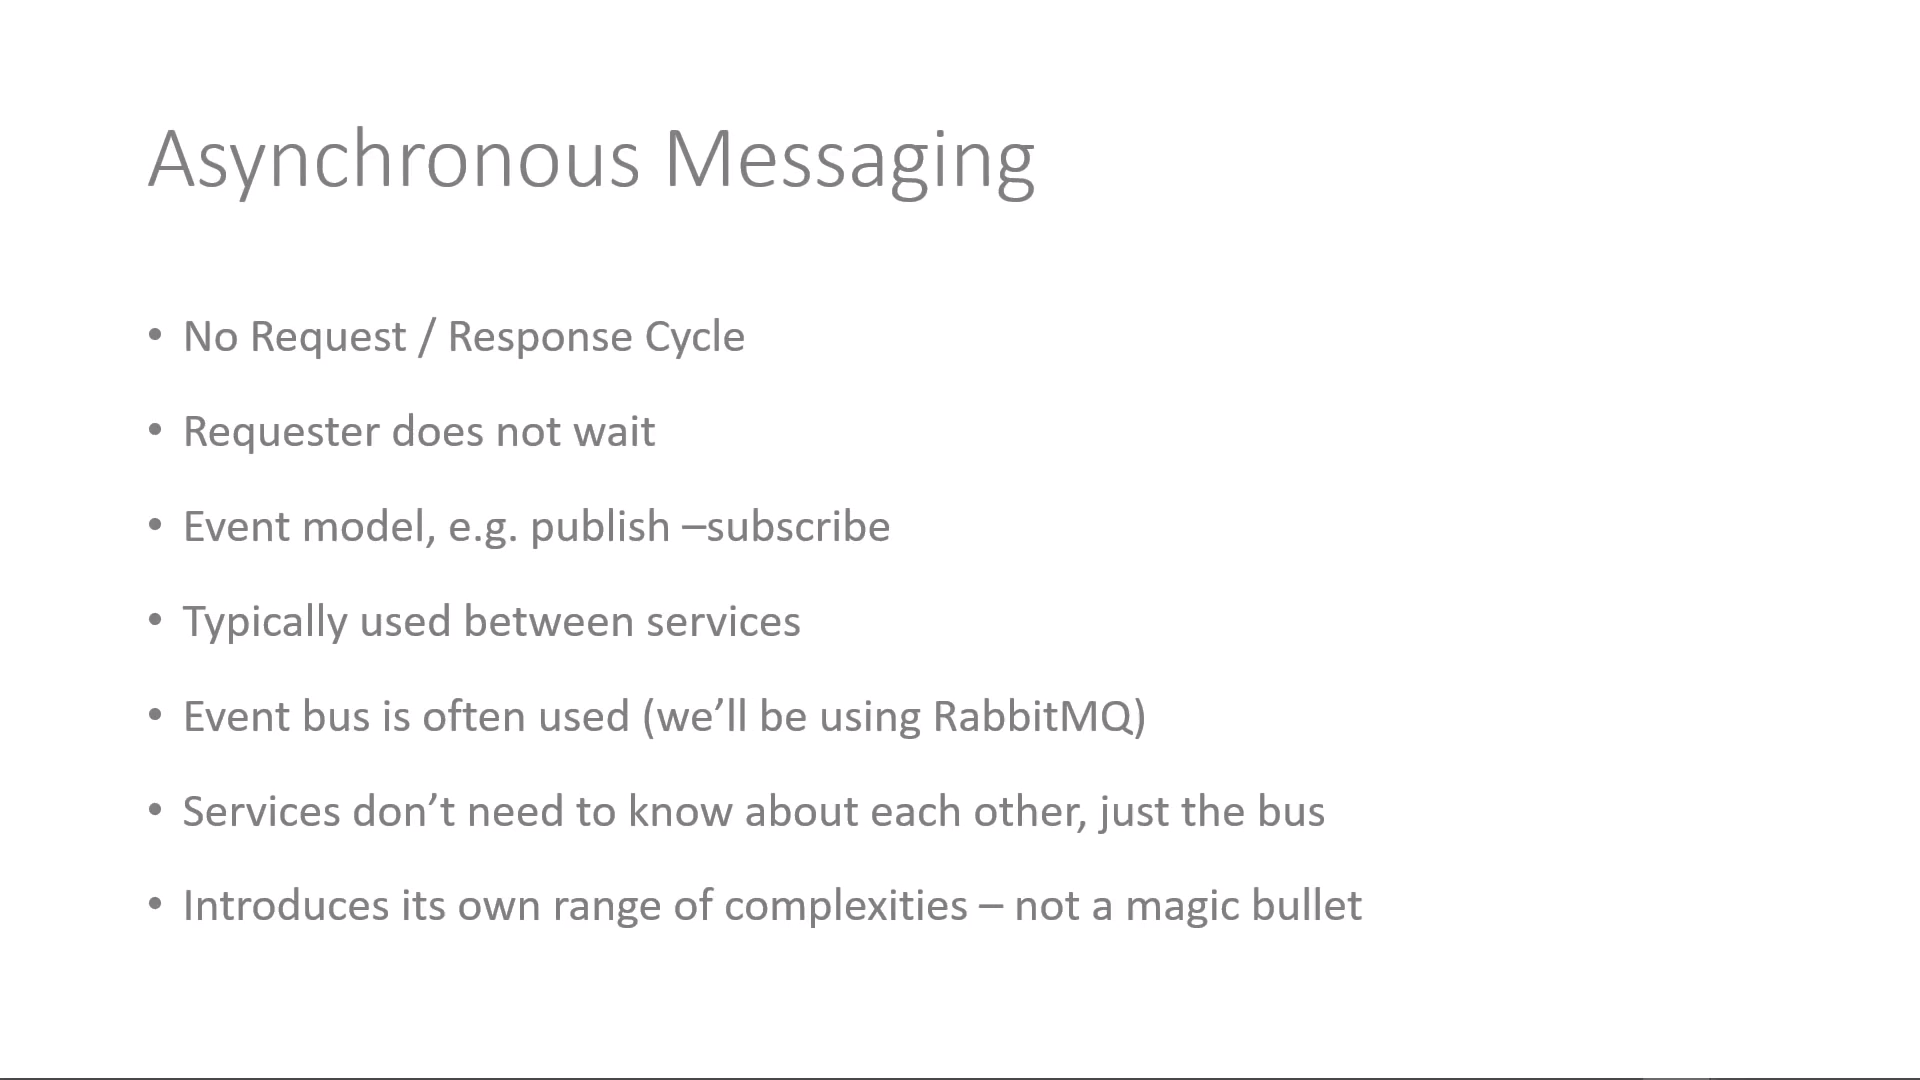 Asynchronous Messaging
• No Request / Response Cycle
• Requester does not wait
• Event model, e.g. publish –subscribe
• Typically used between services
• Event bus is often used (we’ll be using RabbitMQ)
• Services don’t need to know about each other, just the bus
• Introduces its own range of complexities – not a magic bullet